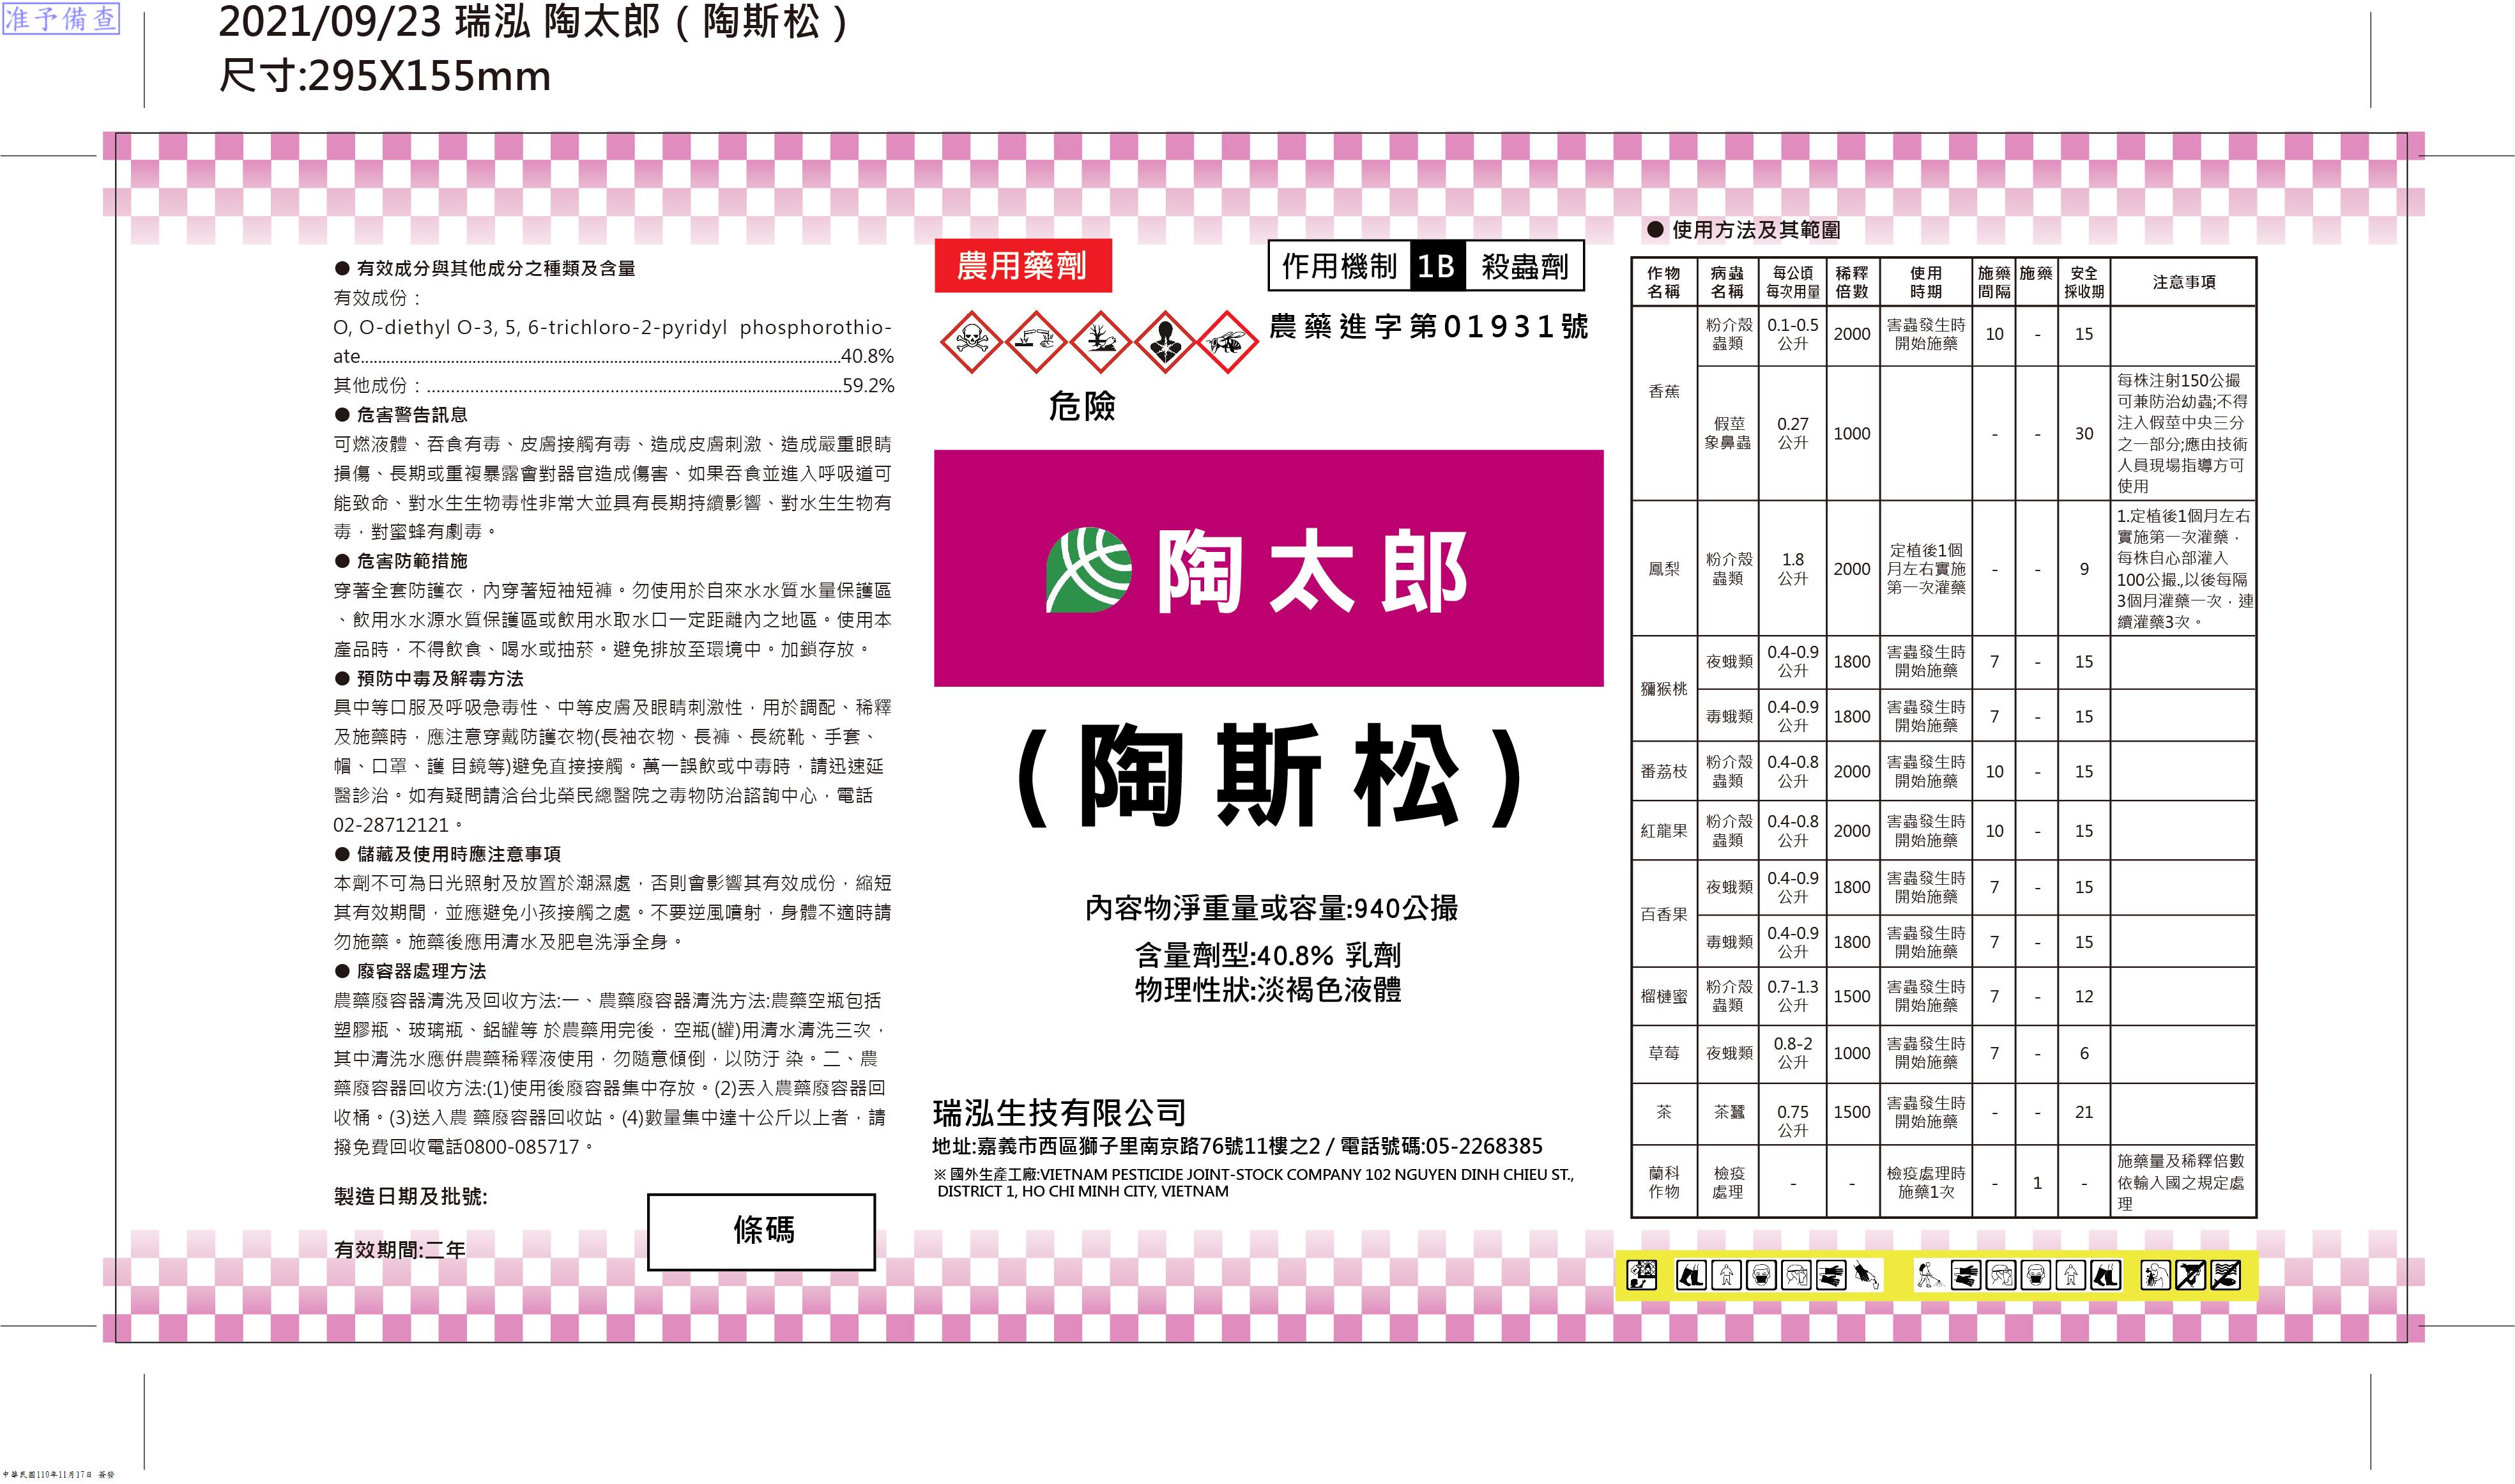 准予備查
2021/09/23 瑞泓 陶太郎（陶斯松）
尺寸:295X155mm
● 有效成分與其他成分之種類及含量
有效成份：
O, O-diethyl O-3, 5, 6-trichloro-2-pyridyl phosphorothio-
ate....................40.8%
其他成份：....................59.2%
● 危害警告訊息
可燃液體、吞食有毒、皮膚接觸有毒、造成皮膚刺激、造成嚴重眼睛
損傷、長期或重複暴露會對器官造成傷害、如果吞食並進入呼吸道可
能致命、對水生生物毒性非常大並具有長期持續影響、對水生生物有
毒，對蜜蜂有劇毒。
● 危害防範措施
穿著全套防護衣，內穿著短袖短褲。勿使用於自來水水質水量保護區
、飲用水水源水質保護區或飲用水取水口一定距離內之地區。使用本
產品時，不得飲食、喝水或抽菸。避免排放至環境中。加鎖存放。
● 預防中毒及解毒方法
具中等口服及呼吸急毒性、中等皮膚及眼睛刺激性，用於調配、稀釋
及施藥時，應注意穿戴防護衣物(長袖衣物、長褲、長統靴、手套、
帽、口罩、護 目鏡等)避免直接接觸。萬一誤飲或中毒時，請迅速延
醫診治。如有疑問請洽台北榮民總醫院之毒物防治諮詢中心，電話
02-28712121。
● 儲藏及使用時應注意事項
本劑不可為日光照射及放置於潮濕處，否則會影響其有效成份，縮短
其有效期間，並應避免小孩接觸之處。不要逆風噴射，身體不適時請
勿施藥。施藥後應用清水及肥皂洗淨全身。
● 廢容器處理方法
農藥廢容器清洗及回收方法:一、農藥廢容器清洗方法:農藥空瓶包括
塑膠瓶、玻璃瓶、鋁罐等 於農藥用完後，空瓶(罐)用清水清洗三次，
其中清洗水應併農藥稀釋液使用，勿隨意傾倒，以防汙 染。二、農
藥廢容器回收方法:(1)使用後廢容器集中存放。(2)丟入農藥廢容器回
收桶。(3)送入農 藥廢容器回收站。(4)數量集中達十公斤以上者，請
撥免費回收電話0800-085717。
製造日期及批號:
有效期間:二年
條碼
農用藥劑
作用機制 1B 殺蟲劑
農藥進字第01931號
危險
陶太郎
(陶斯松)
內容物淨重量或容量:940公撮
含量劑型:40.8% 乳劑
物理性狀:淡褐色液體
瑞泓生技有限公司
地址:嘉義市西區獅子里南京路76號11樓之2 / 電話號碼:05-2268385
※ 國外生產工廠:VIETNAM PESTICIDE JOINT-STOCK COMPANY 102 NGUYEN DINH CHIEU ST.,
DISTRICT 1, HO CHI MINH CITY, VIETNAM
● 使用方法及其範圍
作物名稱 病蟲名稱 每公頃每次用量 稀釋倍數 使用時期 施藥間隔 施藥 安全採收期 注意事項
香蕉 粉介殼蟲類 0.1-0.5公升 2000 害蟲發生時開始施藥 10 - 15
假莖象鼻蟲 0.27公升 1000 - - 30 每株注射150公撮可兼防治幼蟲;不得注入假莖中央三分之一部分;應由技術人員現場指導方可使用
鳳梨 粉介殼蟲類 1.8公升 2000 定植後1個月左右實施第一次灌藥 - - 9 1.定植後1個月左右實施第一次灌藥，每株自心部灌入100公撮.,以後每隔3個月灌藥一次，連續灌藥3次。
獼猴桃 夜蛾類 0.4-0.9公升 1800 害蟲發生時開始施藥 7 - 15
毒蛾類 0.4-0.9公升 1800 害蟲發生時開始施藥 7 - 15
番荔枝 粉介殼蟲類 0.4-0.8公升 2000 害蟲發生時開始施藥 10 - 15
紅龍果 粉介殼蟲類 0.4-0.8公升 2000 害蟲發生時開始施藥 10 - 15
百香果 夜蛾類 0.4-0.9公升 1800 害蟲發生時開始施藥 7 - 15
毒蛾類 0.4-0.9公升 1800 害蟲發生時開始施藥 7 - 15
榴槤蜜 粉介殼蟲類 0.7-1.3公升 1500 害蟲發生時開始施藥 7 - 12
草莓 夜蛾類 0.8-2公升 1000 害蟲發生時開始施藥 7 - 6
茶 茶蠶 0.75公升 1500 害蟲發生時開始施藥 - - 21
蘭科作物 檢疫處理 - - 檢疫處理時施藥1次 - 1 - 施藥量及稀釋倍數依輸入國之規定處理
中華民國110年11月17日 簽發